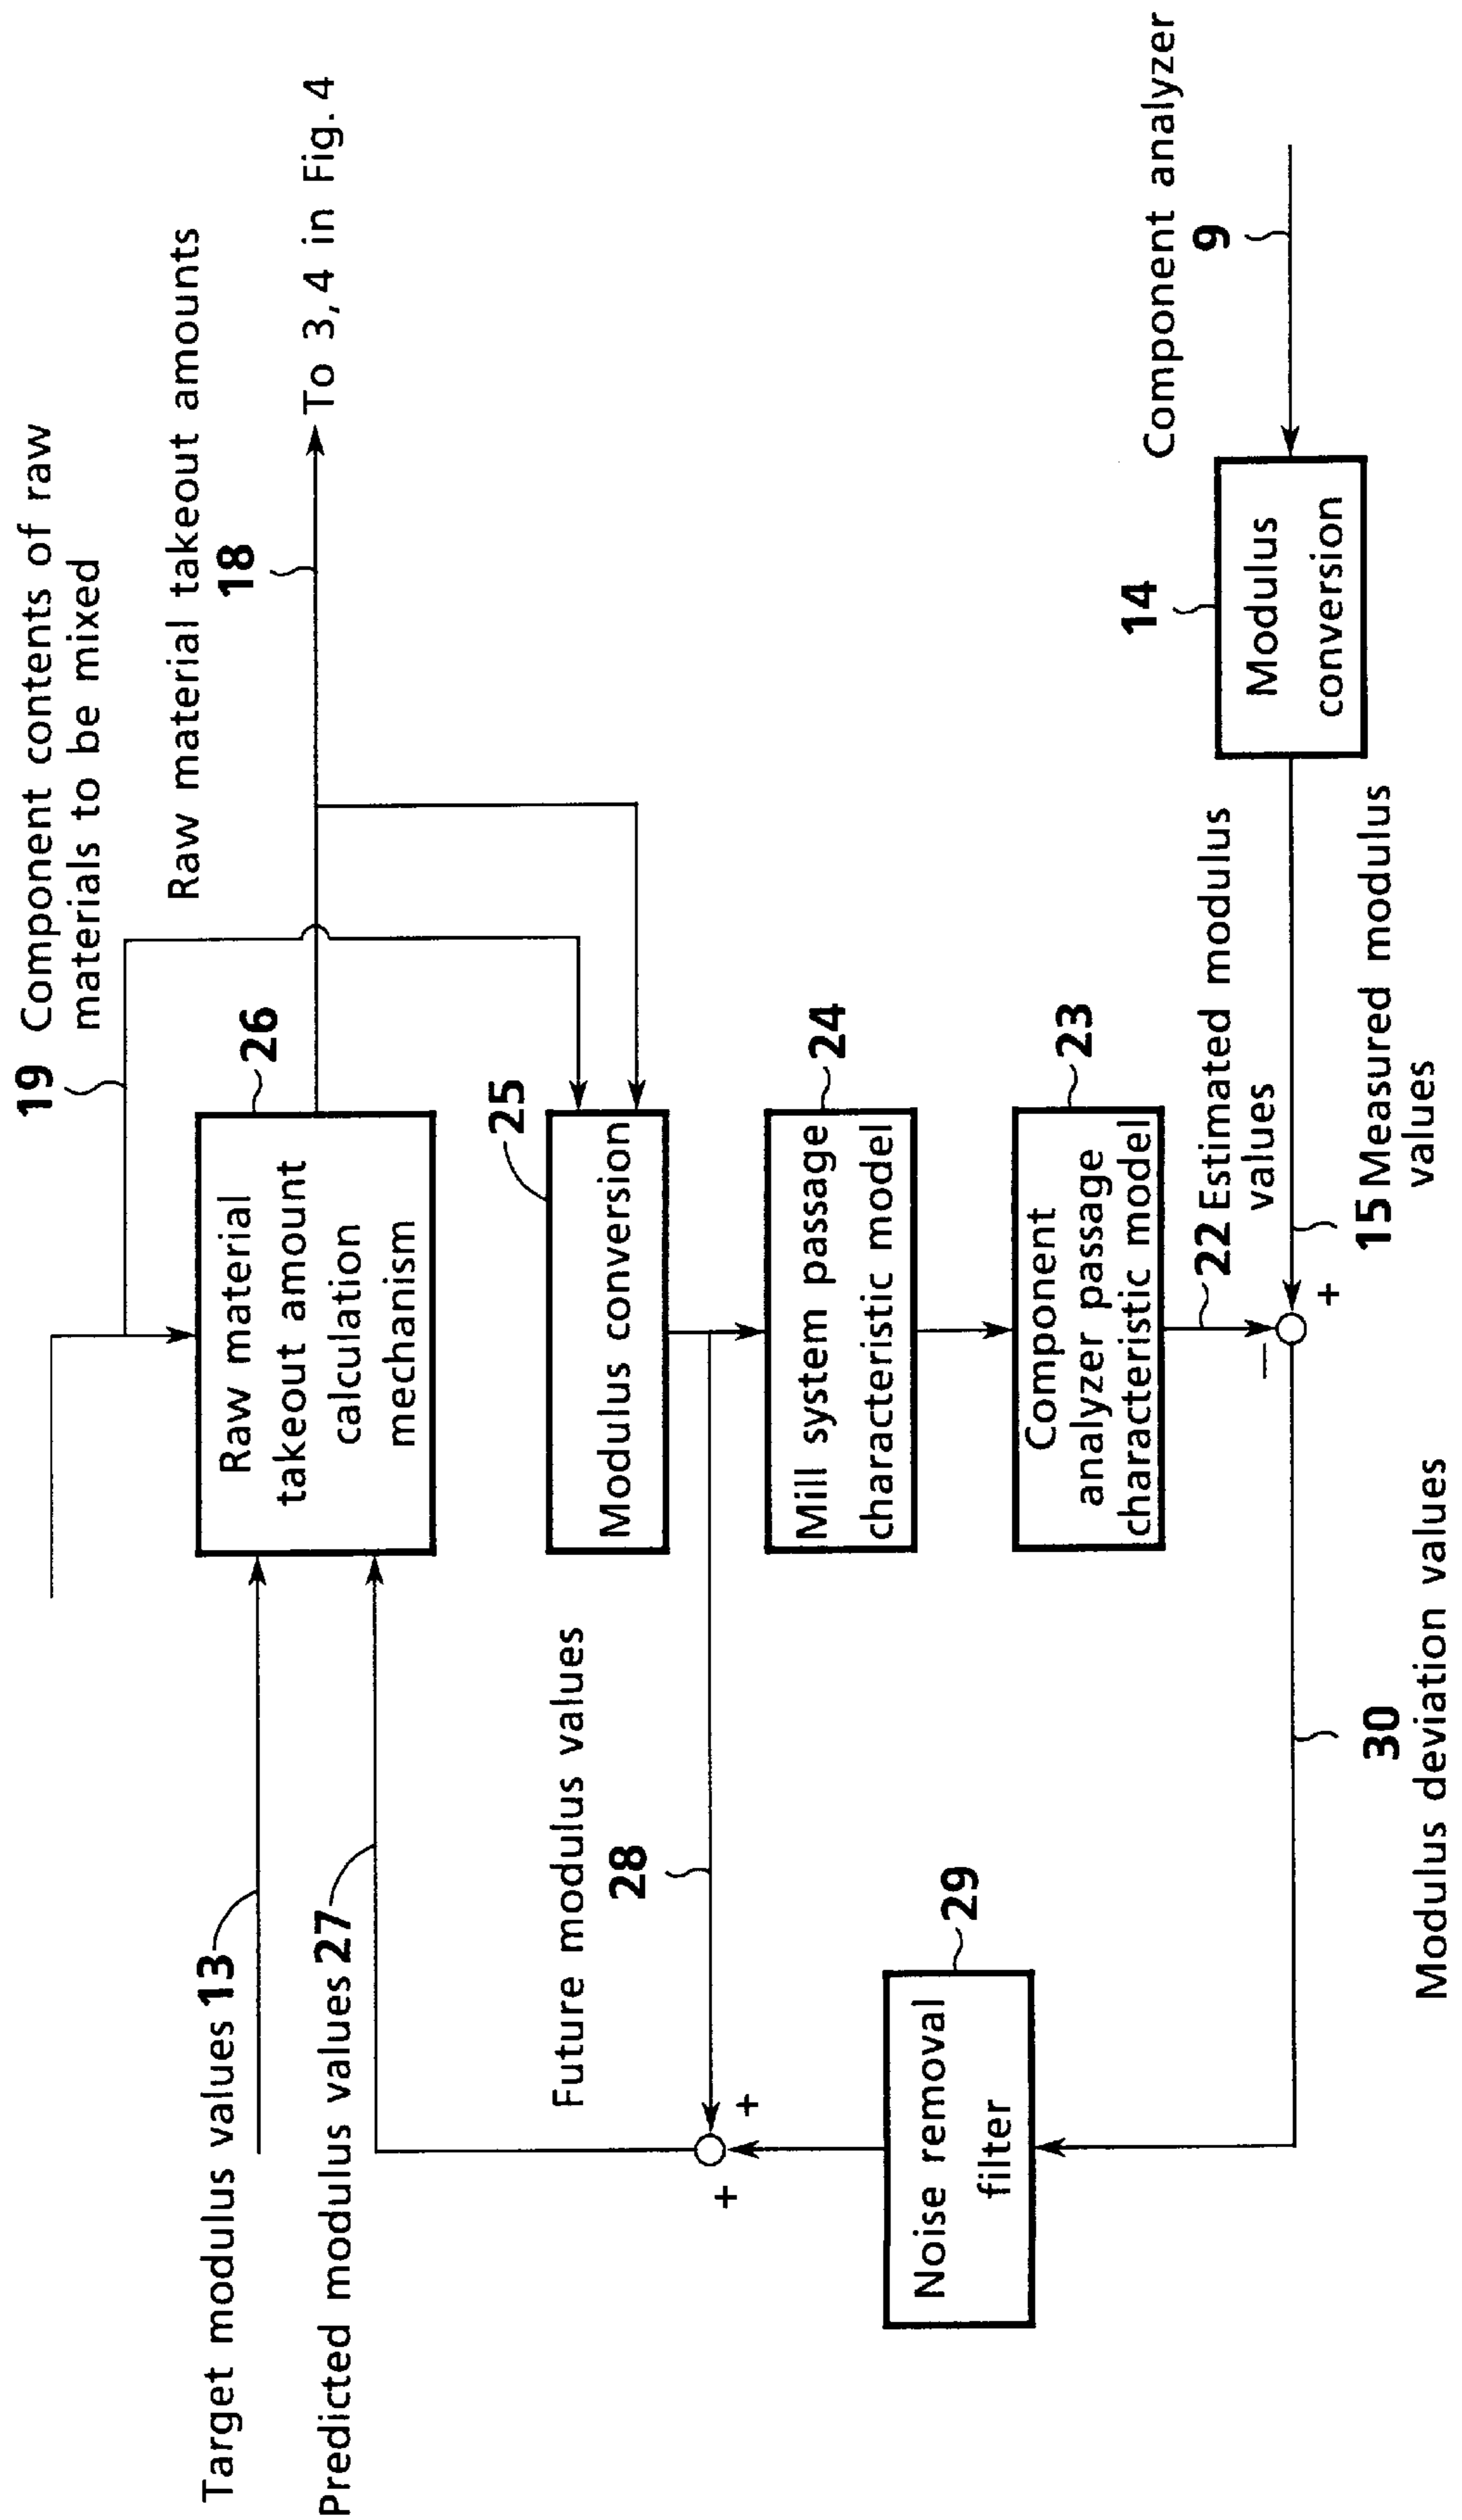 19 Component contents of raw
materials to be mixed
Raw material takeout amounts
18
To 3, 4 in Fig. 4
Target modulus values 13
Predicted modulus values 27
26
Raw material
takeout amount
calculation
mechanism
25
Modulus conversion
Future modulus values
28
24
Mill system passage
characteristic model
23
Component
analyzer passage
characteristic model
+
+
29
Noise removal
filter
22 Estimated modulus
values
14
Modulus
conversion
Component analyzer
9
−
+
15 Measured modulus
values
30
Modulus deviation values